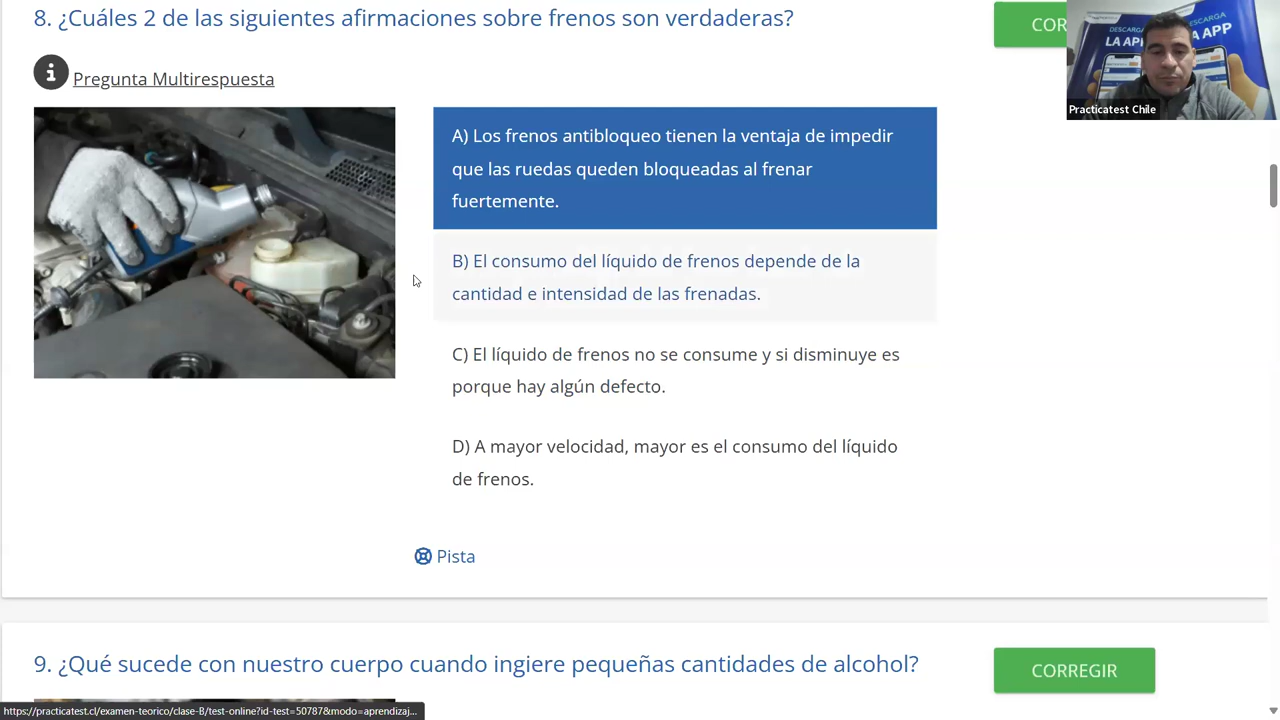 8. ¿Cuáles 2 de las siguientes afirmaciones sobre frenos son verdaderas?
COR
DESCARGA
LA APP
DESCARGA
A APP
Practicatest Chile
Pregunta Multirespuesta
A) Los frenos antibloqueo tienen la ventaja de impedir
que las ruedas queden bloqueadas al frenar
fuertemente.
B) El consumo del líquido de frenos depende de la
cantidad e intensidad de las frenadas.
C) El líquido de frenos no se consume y si disminuye es
porque hay algún defecto.
D) A mayor velocidad, mayor es el consumo del líquido
de frenos.
Pista
9. ¿Qué sucede con nuestro cuerpo cuando ingiere pequeñas cantidades de alcohol?
CORREGIR
https://practicatest.cl/examen-teorico/clase-B/test-online?id-test=50787&modo=aprendizaj...